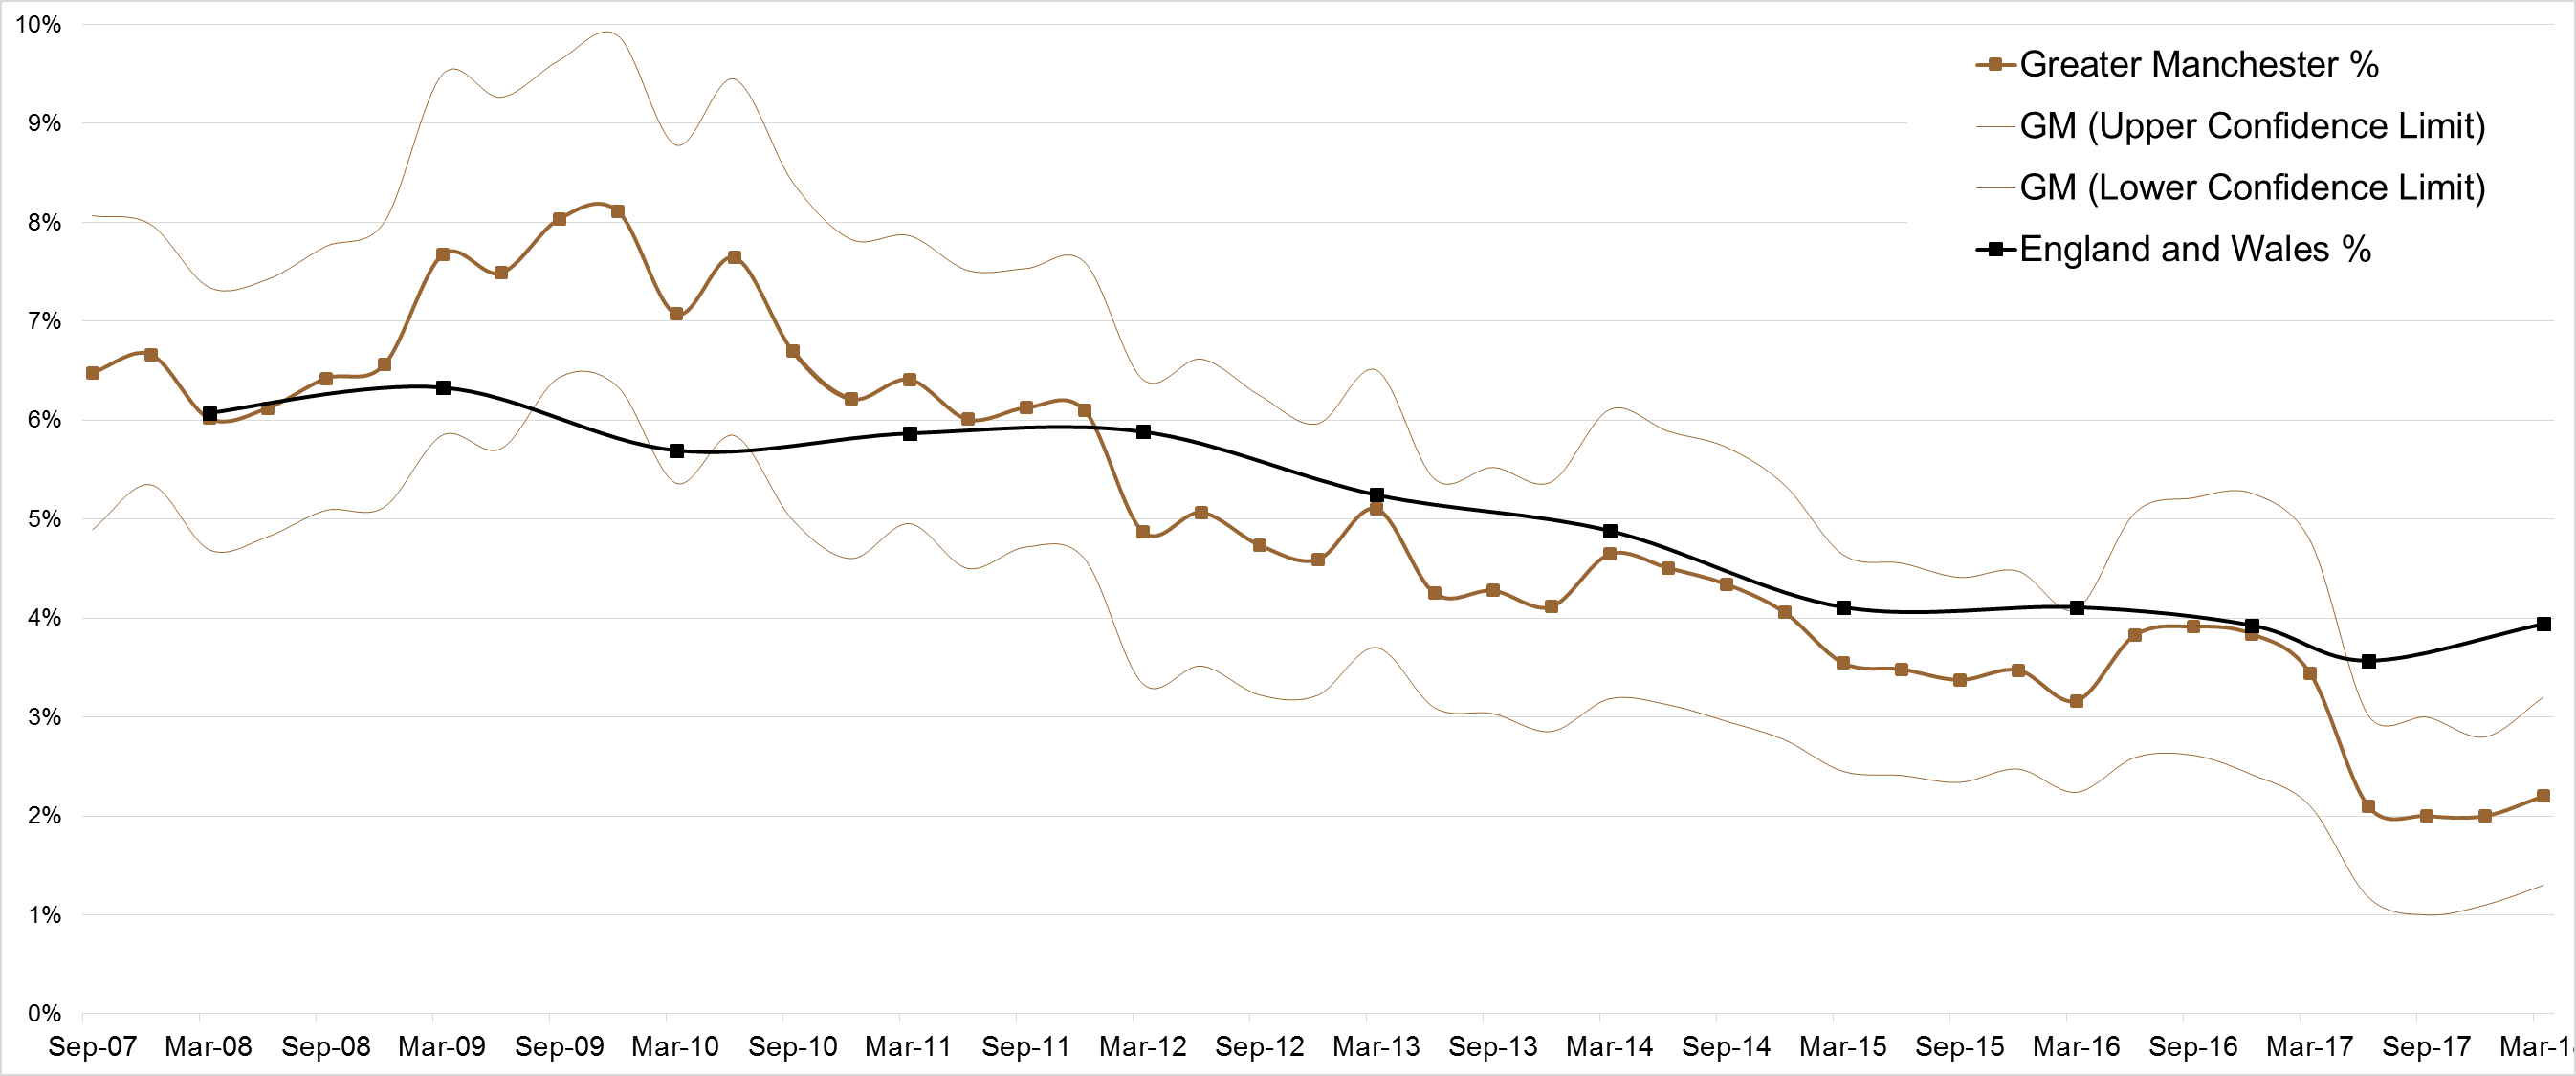 10%
9%
8%
7%
6%
5%
4%
3%
2%
1%
0%
Greater Manchester %
GM (Upper Confidence Limit)
GM (Lower Confidence Limit)
England and Wales %
Sep-07 Mar-08 Sep-08 Mar-09 Sep-09 Mar-10 Sep-10 Mar-11 Sep-11 Mar-12 Sep-12 Mar-13 Sep-13 Mar-14 Sep-14 Mar-15 Sep-15 Mar-16 Sep-16 Mar-17 Sep-17 Mar-18